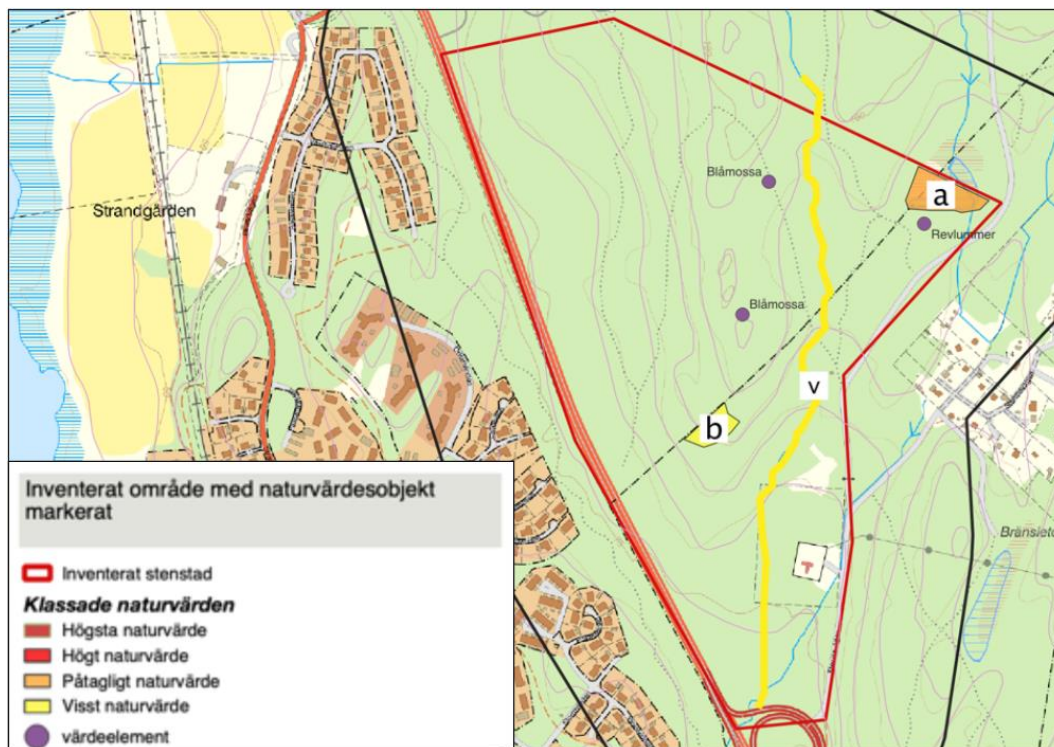 Blåmossa
a
Revlummer
Strandgården
Blåmossa
v
b
Inventerat område med naturvärdesobjekt
markerat
Inventerat stenstad
Klassade naturvärden
Högsta naturvärde
Högt naturvärde
Påtagligt naturvärde
Visst naturvärde
värdeelement